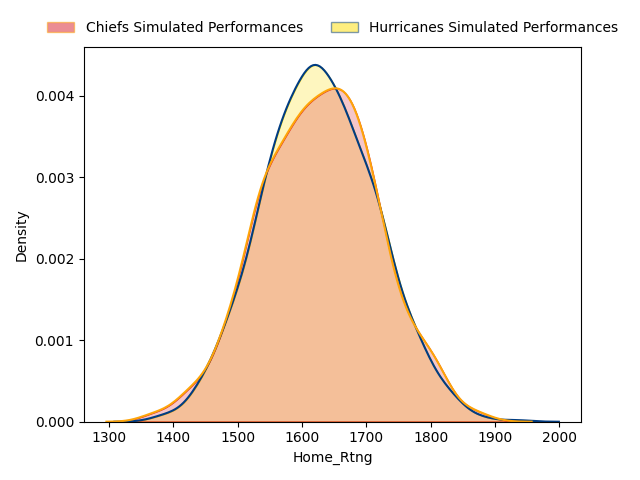 Chiefs Simulated Performances Hurricanes Simulated Performances
0.004
0.003
0.002
0.001
0.000
Density
1300 1400 1500 1600 1700 1800 1900 2000
Home_Rtng